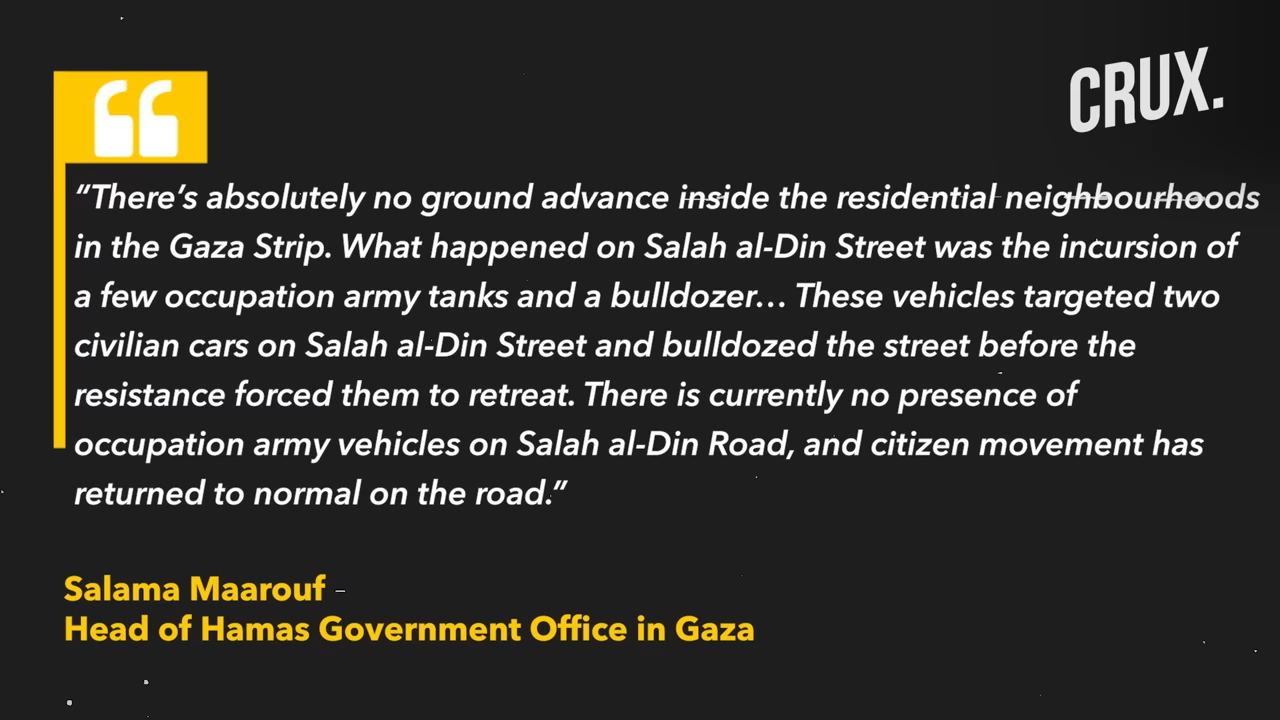 CRUX.
“There’s absolutely no ground advance inside the residential neighbourhoods
in the Gaza Strip. What happened on Salah al-Din Street was the incursion of
a few occupation army tanks and a bulldozer… These vehicles targeted two
civilian cars on Salah al-Din Street and bulldozed the street before the
resistance forced them to retreat. There is currently no presence of
occupation army vehicles on Salah al-Din Road, and citizen movement has
returned to normal on the road.”
Salama Maarouf
Head of Hamas Government Office in Gaza